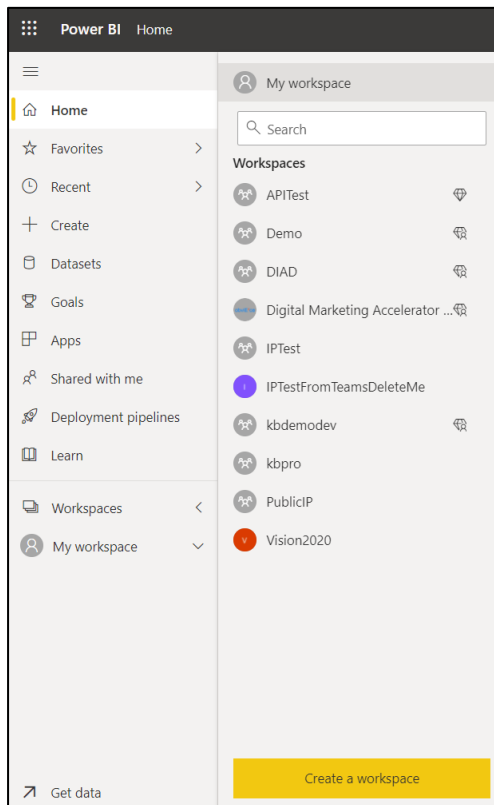 Power BI Home
Home
Favorites
Recent
Create
Datasets
Goals
Apps
Shared with me
Deployment pipelines
Learn
Workspaces
My workspace
Get data
My workspace
Search
Workspaces
APITest
Demo
DIAD
Digital Marketing Accelerator ...
IPTest
I IPTestFromTeamsDeleteMe
kbdemodev
kbpro
PublicIP
V Vision2020
Create a workspace